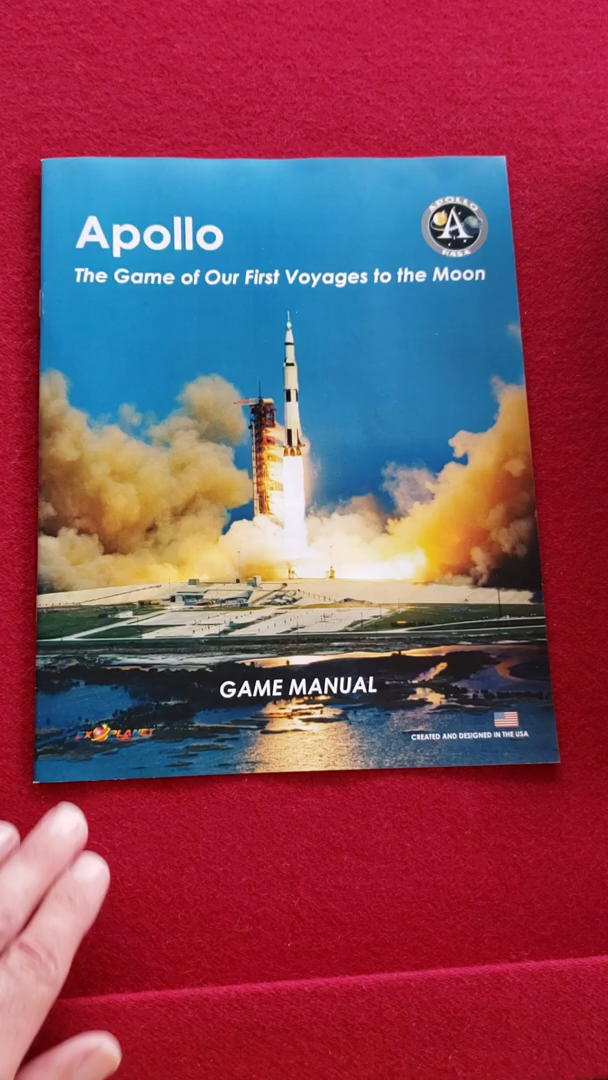 Apollo
APOLLO
A
NASA
The Game of Our First Voyages to the Moon
GAME MANUAL
EXOPLANET
CREATED AND DESIGNED IN THE USA